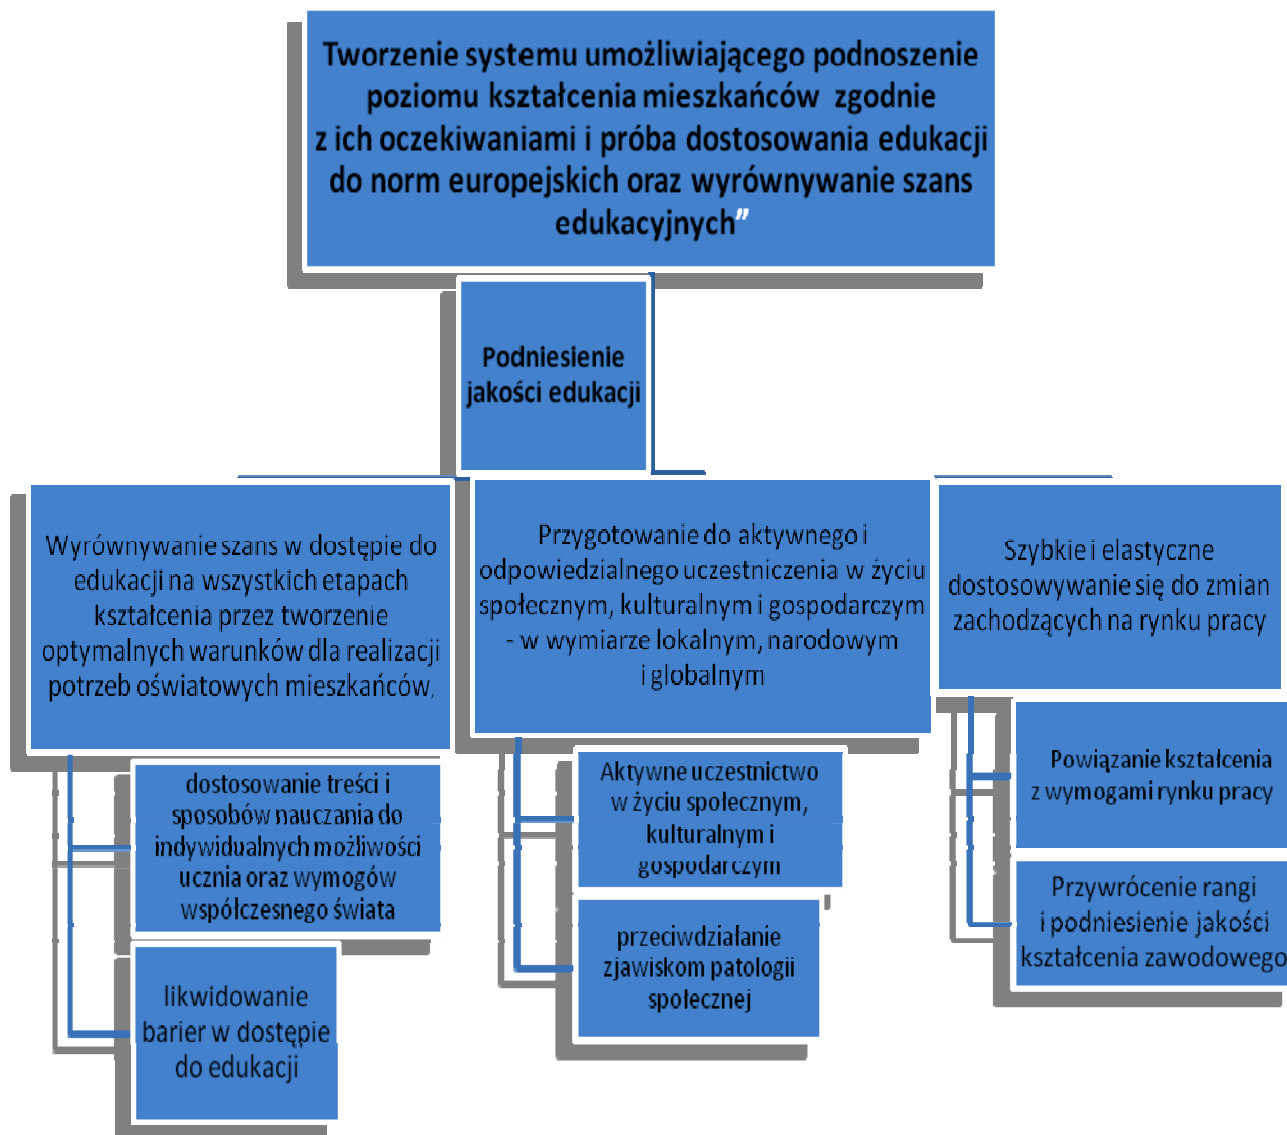 Tworzenie systemu umożliwiającego podnoszenie
poziomu kształcenia mieszkańców zgodnie
z ich oczekiwaniami i próba dostosowania edukacji
do norm europejskich oraz wyrównywanie szans
edukacyjnych”
Podniesienie
jakości edukacji
Wyrównywanie szans w dostępie do
edukacji na wszystkich etapach
kształcenia przez tworzenie
optymalnych warunków dla realizacji
potrzeb oświatowych mieszkańców,
dostosowanie treści i
sposobów nauczania do
indywidualnych możliwości
ucznia oraz wymogów
współczesnego świata
likwidowanie
barier w dostępie
do edukacji
Przygotowanie do aktywnego i
odpowiedzialnego uczestniczenia w życiu
społecznym, kulturalnym i gospodarczym
- w wymiarze lokalnym, narodowym
i globalnym
Aktywne uczestnictwo
w życiu społecznym,
kulturalnym i
gospodarczym
przeciwdziałanie
zjawiskom patologii
społecznej
Szybkie i elastyczne
dostosowywanie się do zmian
zachodzących na rynku pracy
Powiązanie kształcenia
z wymogami rynku pracy
Przywrócenie rangi
i podniesienie jakości
kształcenia zawodowego